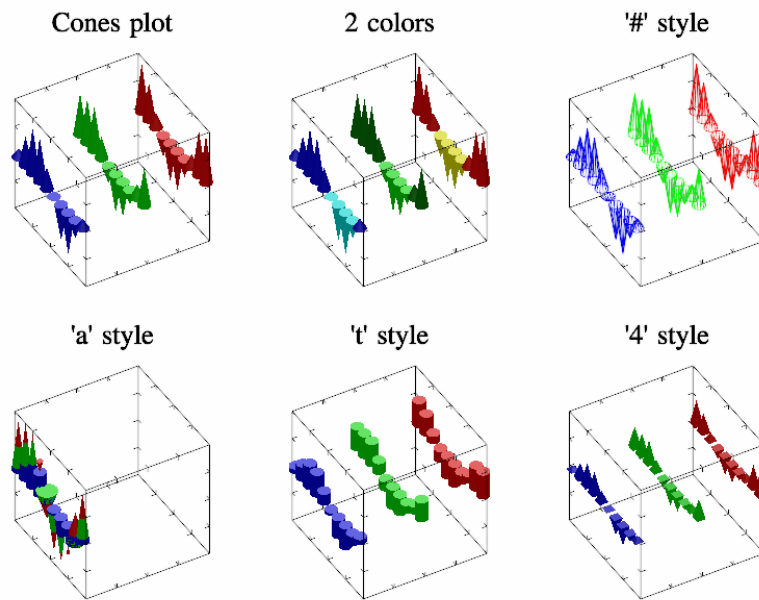 Cones plot
2 colors
'#' style
'a' style
't' style
'4' style